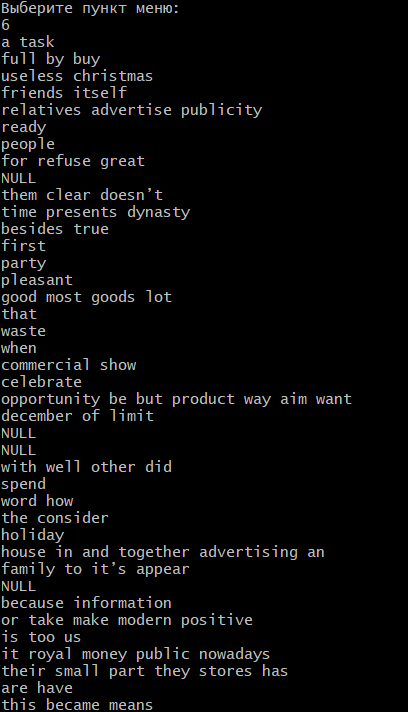 Выберите пункт меню:
6
a task
full by buy
useless christmas
friends itself
relatives advertise publicity
ready
people
for refuse great
NULL
them clear doesn’t
time presents dynasty
besides true
first
party
pleasant
good most goods lot
that
waste
when
commercial show
celebrate
opportunity be but product way aim want
december of limit
NULL
NULL
with well other did
spend
word how
the consider
holiday
house in and together advertising an
family to it’s appear
NULL
because information
or take make modern positive
is too us
it royal money public nowadays
their small part they stores has
are have
this became means